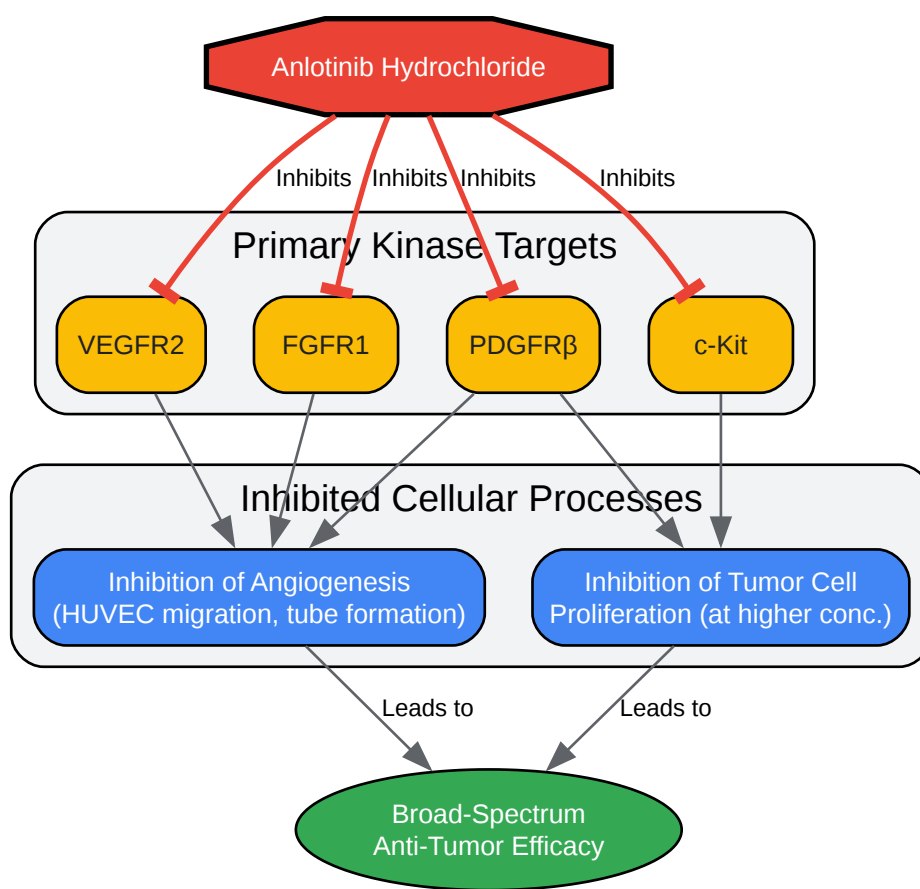 Anlotinib Hydrochloride
Inhibits
Inhibits
Inhibits
Inhibits
Primary Kinase Targets
VEGFR2
FGFR1
PDGFRβ
c-Kit
Inhibited Cellular Processes
Inhibition of Angiogenesis
(HUVEC migration, tube formation)
Inhibition of Tumor Cell
Proliferation (at higher conc.)
Leads to
Leads to
Broad-Spectrum
Anti-Tumor Efficacy